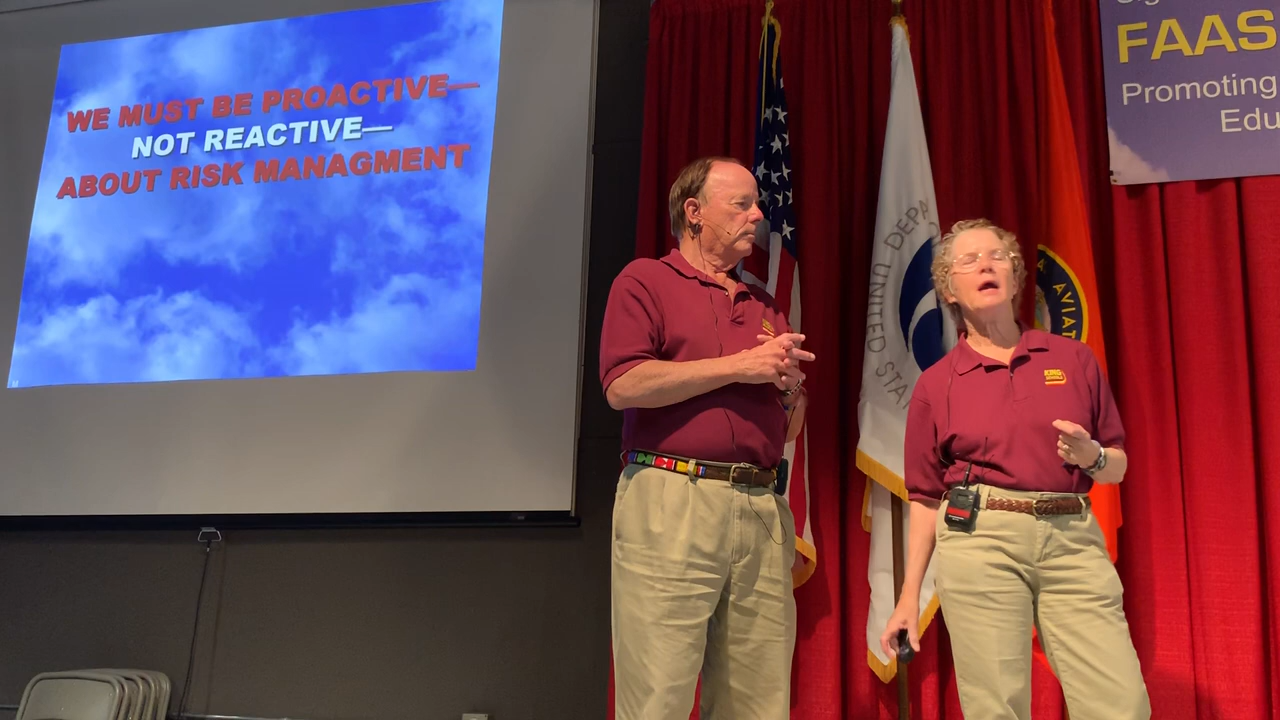 WE MUST BE PROACTIVE—
NOT REACTIVE—
ABOUT RISK MANAGMENT
FAAS
Promoting
Edu
UNITED STA
DEPA
AVIAT
KING